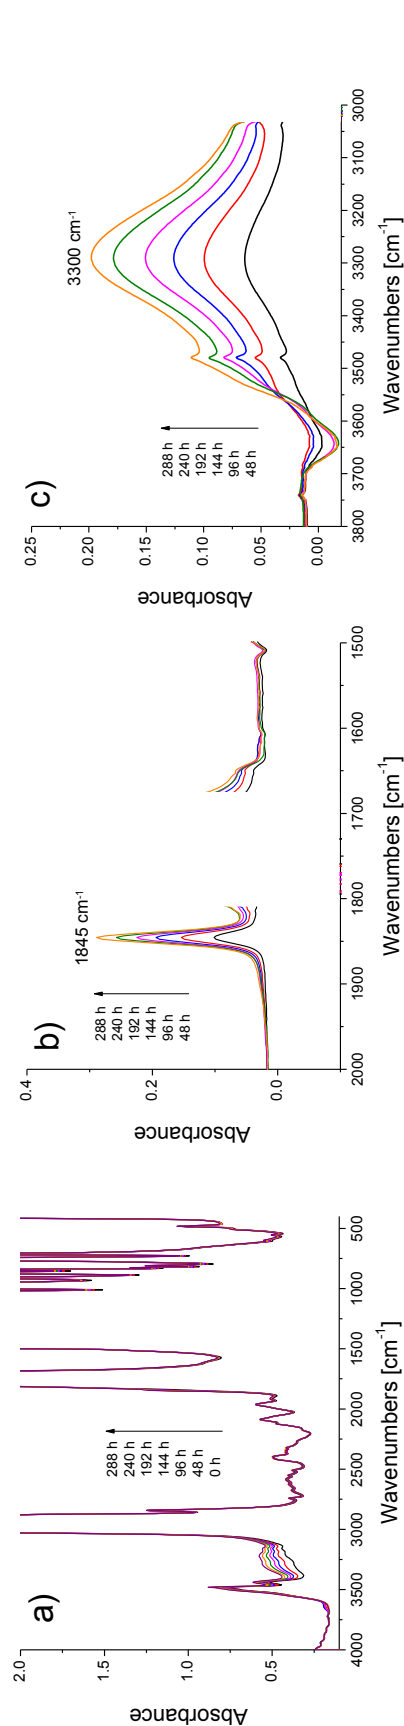 a)
Absorbance
2.0
1.5
1.0
0.5
288 h
240 h
192 h
144 h
96 h
48 h
0 h
4000 3500 3000 2500 2000 1500 1000 500
Wavenumbers [cm-1]
b)
Absorbance
0.4
0.2
0.0
1845 cm-1
288 h
240 h
192 h
144 h
96 h
48 h
2000 1900 1800 1700 1600 1500
Wavenumbers [cm-1]
c)
Absorbance
0.25
0.20
0.15
0.10
0.05
0.00
3300 cm-1
288 h
240 h
192 h
144 h
96 h
48 h
3800 3700 3600 3500 3400 3300 3200 3100 3000
Wavenumbers [cm-1]